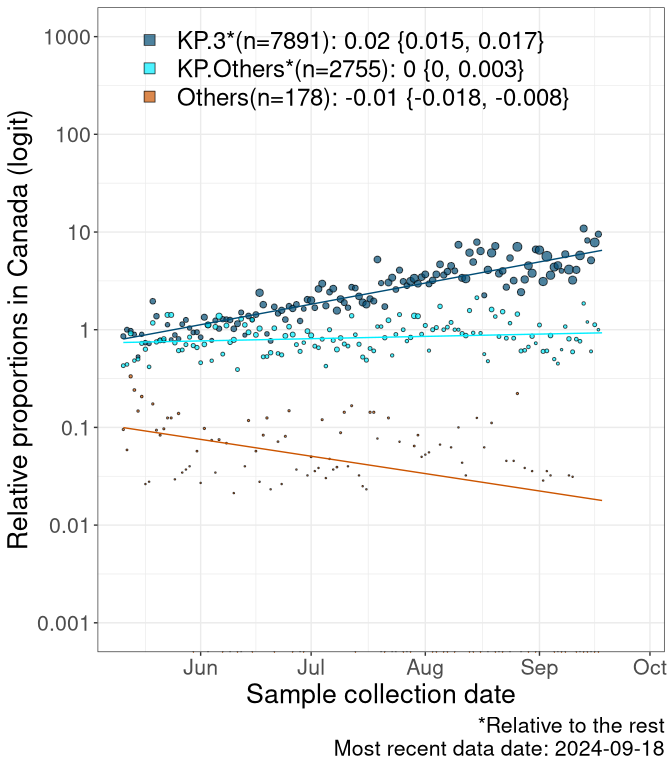 KP.3*(n=7891): 0.02 {0.015, 0.017}
KP.Others*(n=2755): 0 {0, 0.003}
Others(n=178): -0.01 {-0.018, -0.008}
Relative proportions in Canada (logit)
1000
100
10
1
0.1
0.01
0.001
Jun Jul Aug Sep Oct
Sample collection date
*Relative to the rest
Most recent data date: 2024-09-18